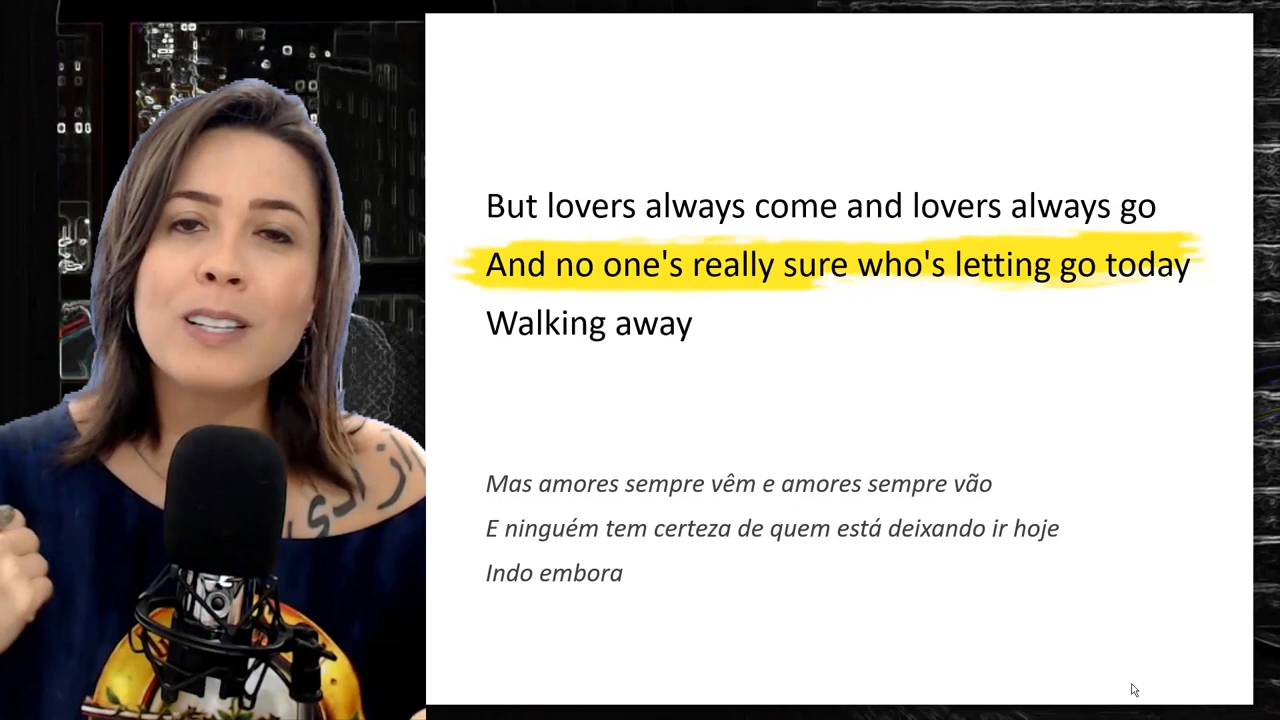 But lovers always come and lovers always go
And no one's really sure who's letting go today
Walking away
Mas amores sempre vêm e amores sempre vão
E ninguém tem certeza de quem está deixando ir hoje
Indo embora
آزادی